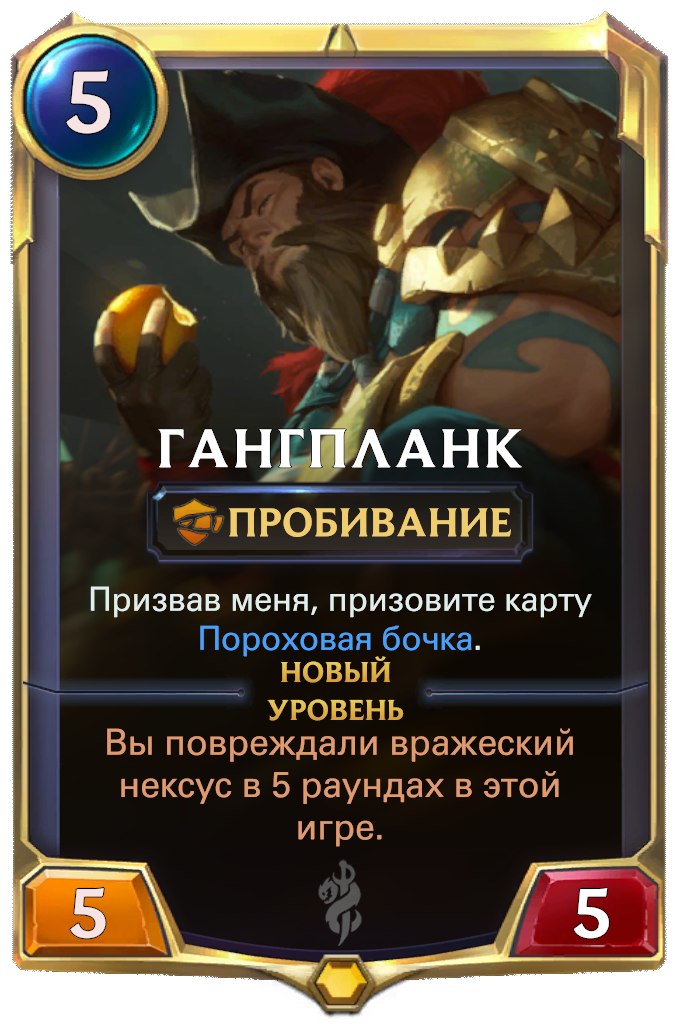 5
ГАНГПЛАНК
ПРОБИВАНИЕ
Призвав меня, призовите карту
Пороховая бочка.
НОВЫЙ
УРОВЕНЬ
Вы повреждали вражеский
нексус в 5 раундах в этой
игре.
5
5